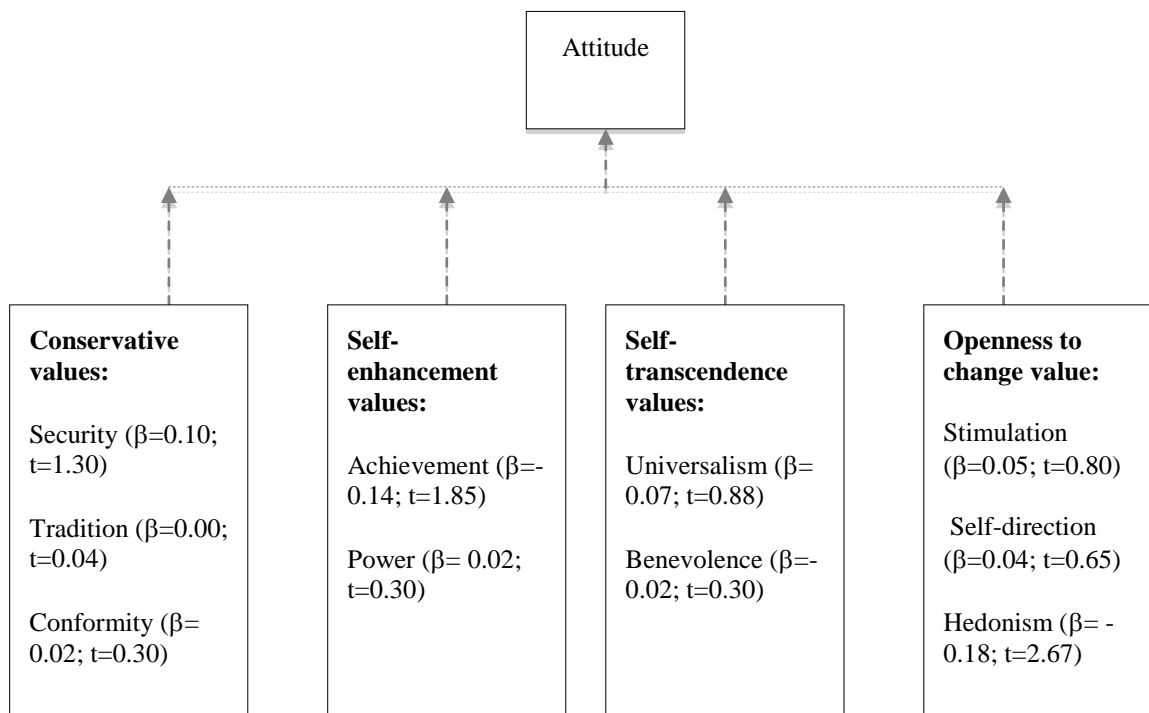 Attitude
Conservative
values:
Security (β=0.10;
t=1.30)
Tradition (β=0.00;
t=0.04)
Conformity (β=
0.02; t=0.30)
Self-
enhancement
values:
Achievement (β=-
0.14; t=1.85)
Power (β= 0.02;
t=0.30)
Self-
transcendence
values:
Universalism (β=
0.07; t=0.88)
Benevolence (β=-
0.02; t=0.30)
Openness to
change value:
Stimulation
(β=0.05; t=0.80)
Self-direction
(β=0.04; t=0.65)
Hedonism (β= -
0.18; t=2.67)